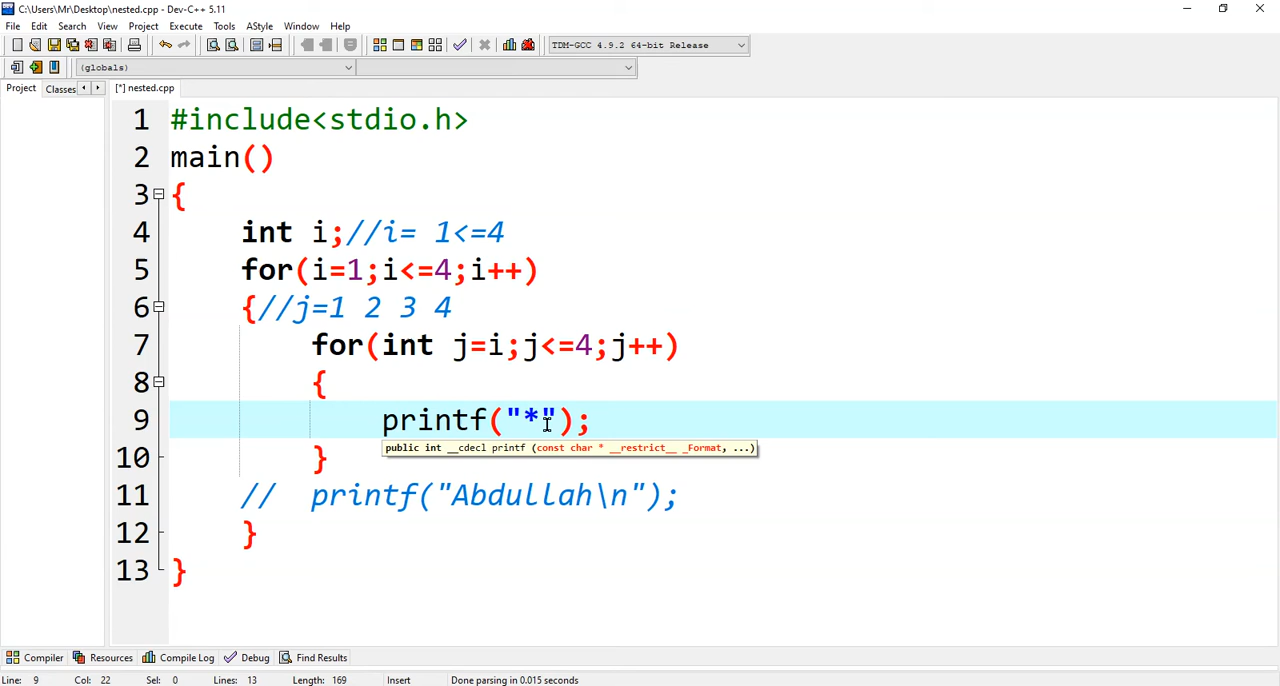 C:\Users\Mr\Desktop\nested.cpp - Dev-C++ 5.11
File Edit Search View Project Execute Tools AStyle Window Help
TDM-GCC 4.9.2 64-bit Release
(globals)
Project Classes [*] nested.cpp
1 #include<stdio.h>
2 main()
3 {
4 int i;//i= 1<=4
5 for(i=1;i<=4;i++)
6 {//j=1 2 3 4
7 for(int j=i;j<=4;j++)
8 {
9 printf("*");
public int __cdecl printf (const char * __restrict__ _Format, ...)
10 }
11 // printf("Abdullah\n");
12 }
13 }
Compiler Resources Compile Log Debug Find Results
Line: 9 Col: 22 Sel: 0 Lines: 13 Length: 169 Insert Done parsing in 0.015 seconds